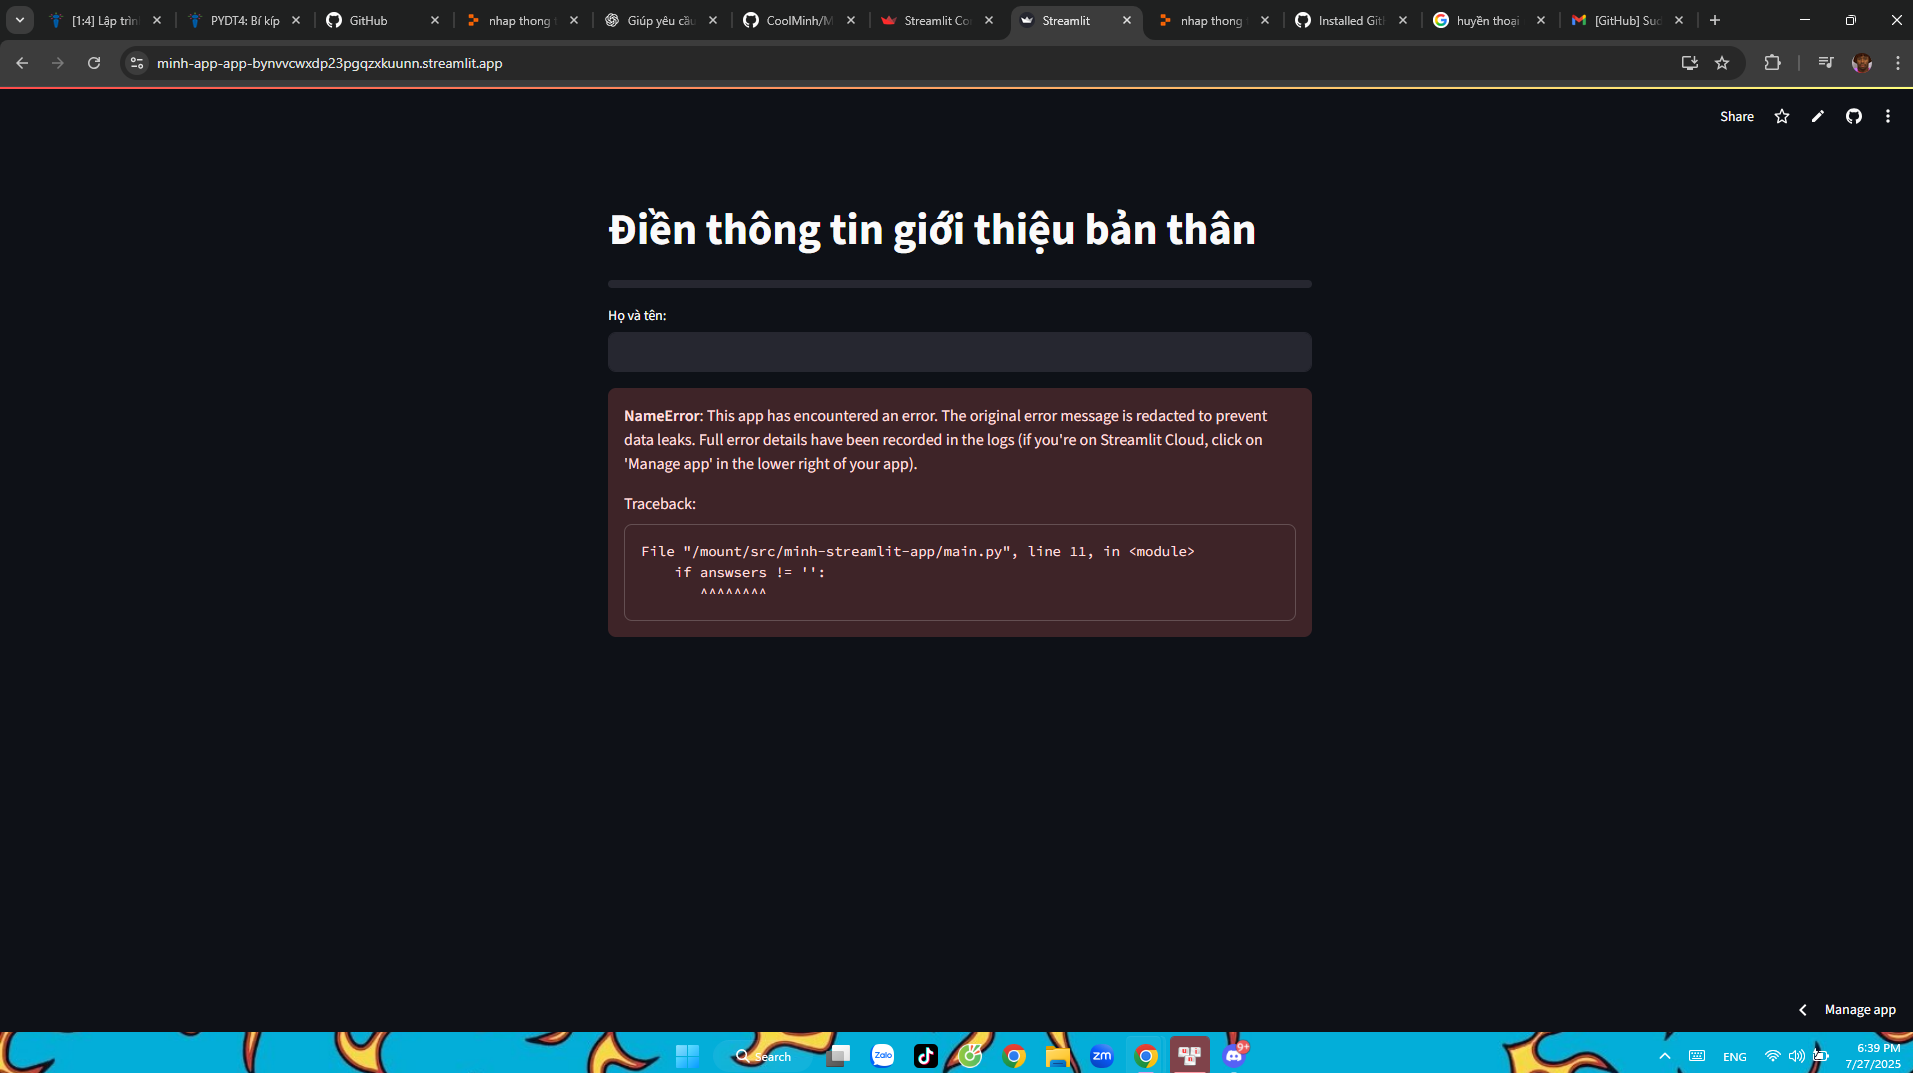 [1:4] Lập trìn
PYDT4: Bí kíp
GitHub
nhap thong
Giúp yêu cầu
CoolMinh/M
Streamlit Co
Streamlit
nhap thong
Installed Git
huyền thoại
[GitHub] Sud
minh-app-app-bynvvcwxdp23pgqzxkuunn.streamlit.app
Share
Điền thông tin giới thiệu bản thân
Họ và tên:
NameError: This app has encountered an error. The original error message is redacted to prevent
data leaks. Full error details have been recorded in the logs (if you're on Streamlit Cloud, click on
'Manage app' in the lower right of your app).
Traceback:
File "/mount/src/minh-streamlit-app/main.py", line 11, in <module>
if answsers != '':
^^^^^^^^
Manage app
Search
Zalo
zm
9+
ENG
6:39 PM
7/27/2025